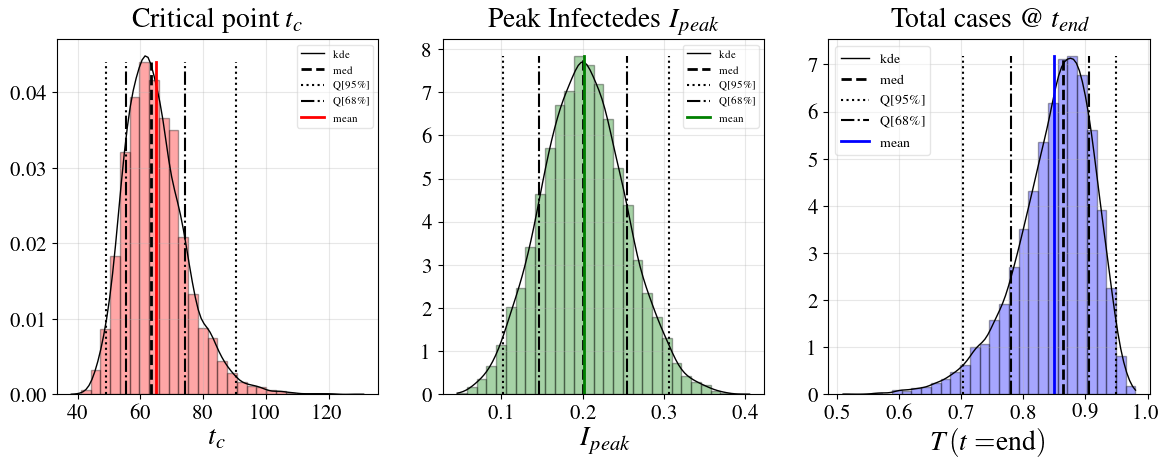 Critical point t_c
0.04
0.03
0.02
0.01
0.00
40 60 80 100 120
t_c
kde
med
Q[95%]
Q[68%]
mean
Peak Infectedes I_peak
8
7
6
5
4
3
2
1
0
0.1 0.2 0.3 0.4
I_peak
kde
med
Q[95%]
Q[68%]
mean
Total cases @ t_end
7
6
5
4
3
2
1
0
0.5 0.6 0.7 0.8 0.9 1.0
T(t =end)
kde
med
Q[95%]
Q[68%]
mean